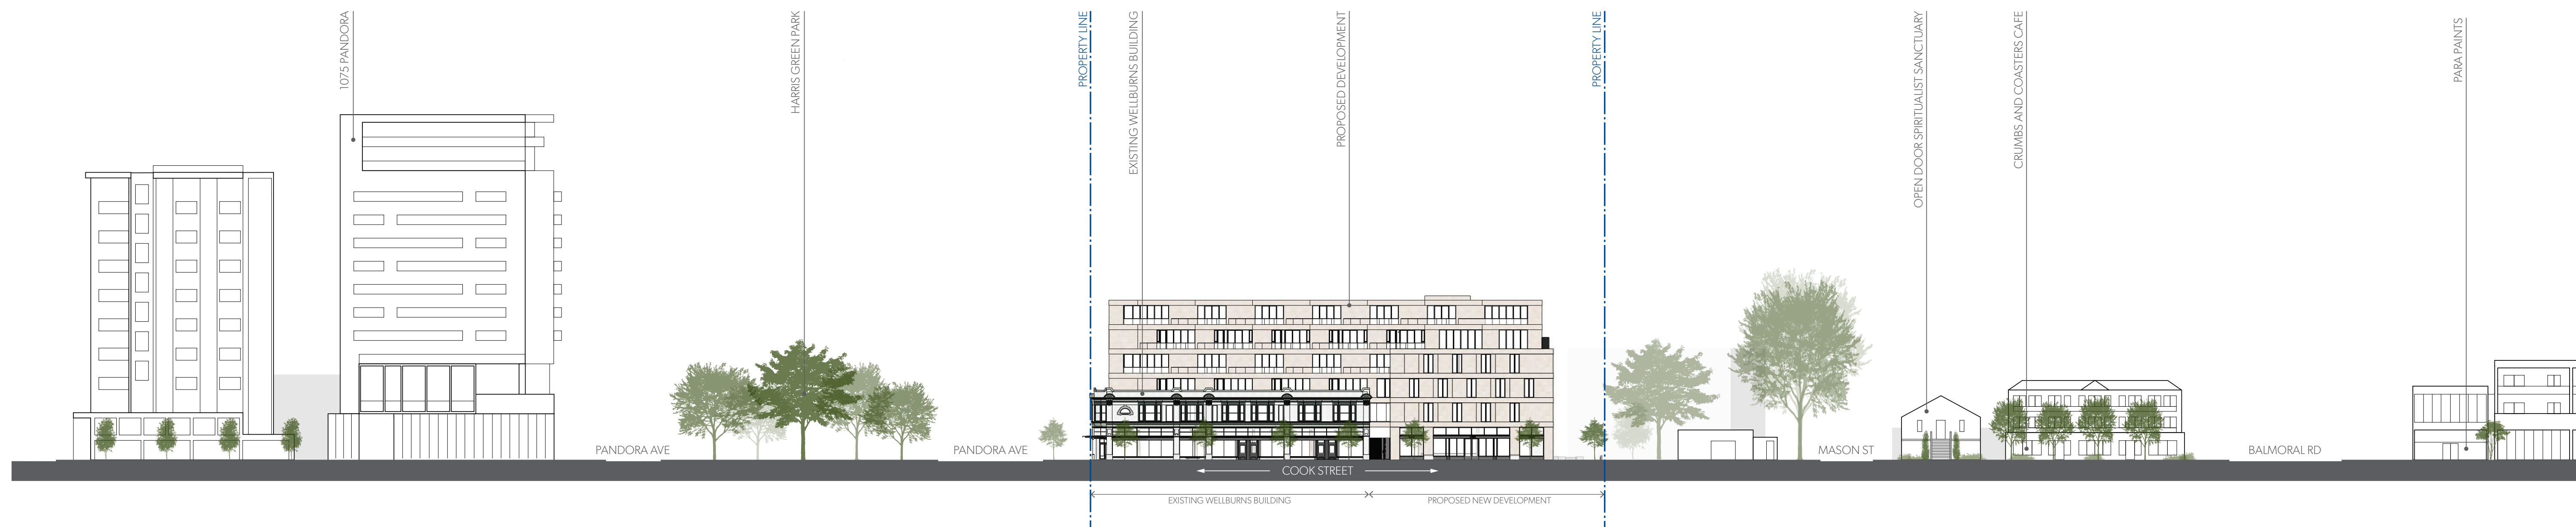 1075 PANDORA
HARRIS GREEN PARK
PROPERTY LINE
EXISTING WELLBURNS BUILDING
PROPOSED DEVELOPMENT
PROPERTY LINE
OPEN DOOR SPIRITUALIST SANCTUARY
CRUMBS AND COASTERS CAFE
PARA PAINTS
PANDORA AVE
PANDORA AVE
MASON ST
BALMORAL RD
COOK STREET
EXISTING WELLBURNS BUILDING
PROPOSED NEW DEVELOPMENT